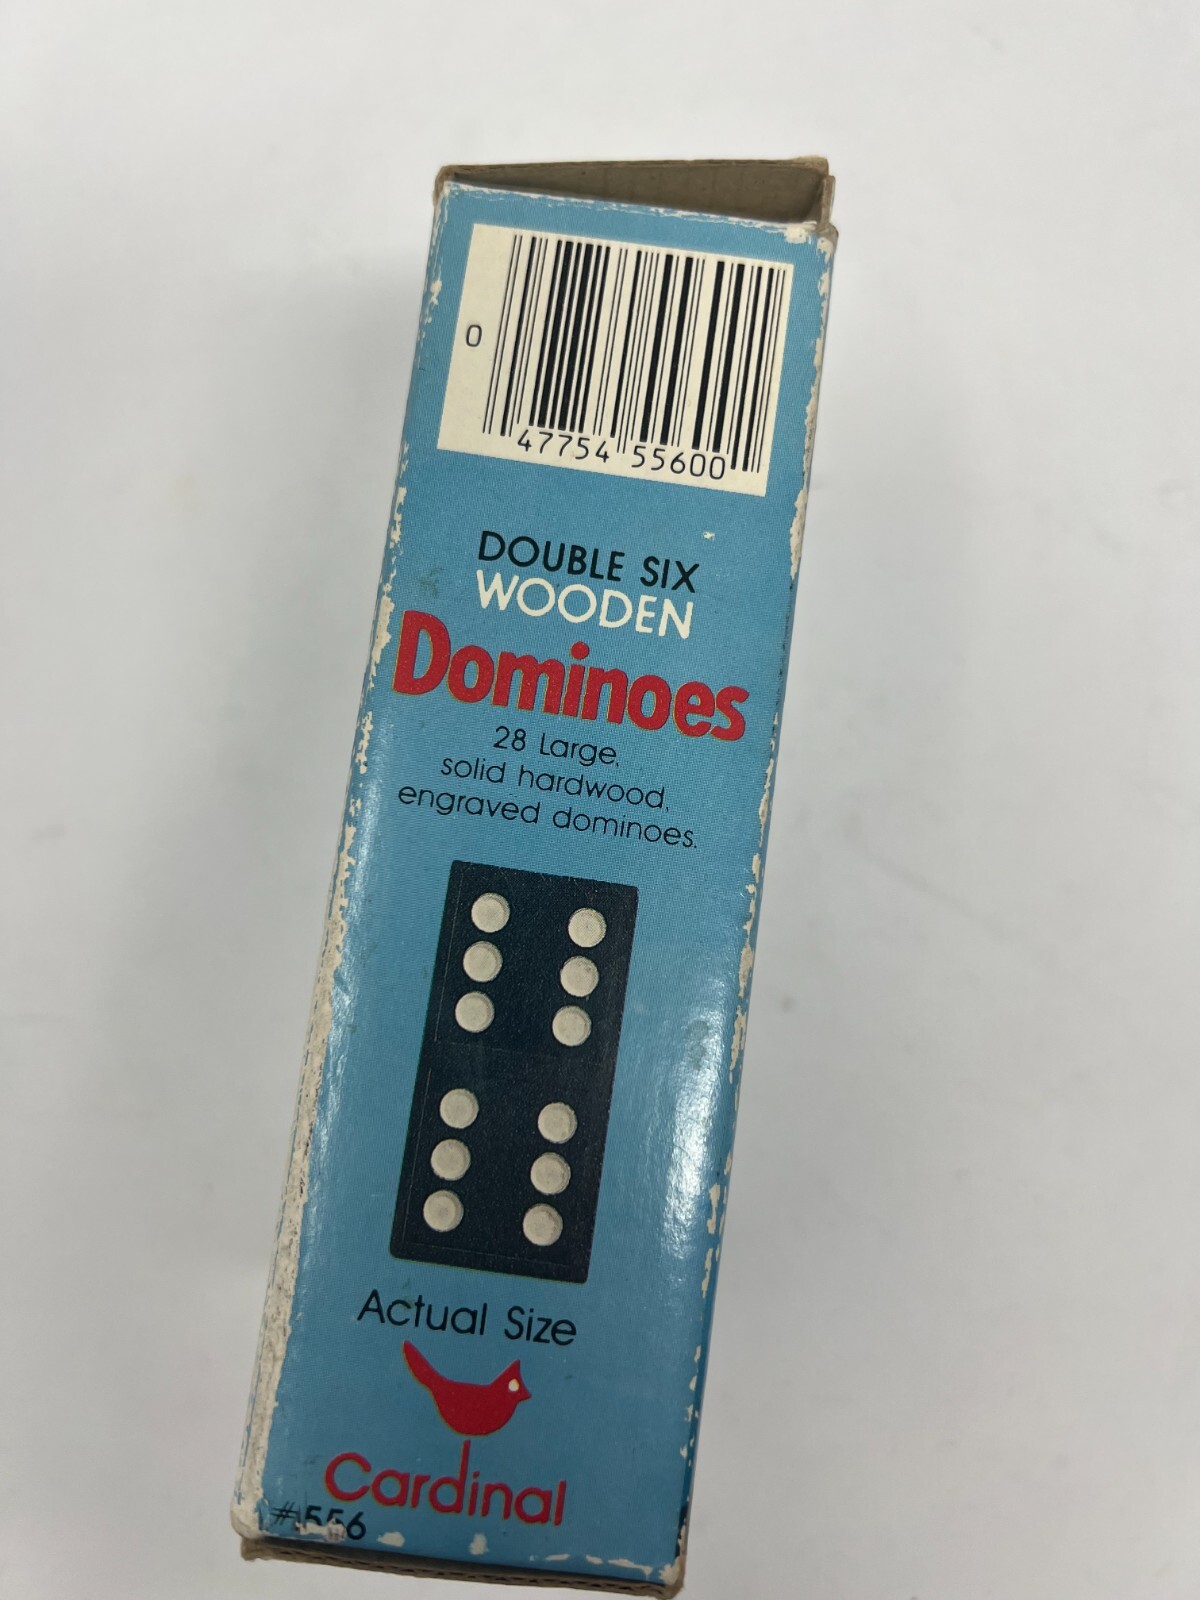 0
47754 55600
DOUBLE SIX
WOODEN
Dominoes
28 Large,
solid hardwood,
engraved dominoes.
Actual Size
Cardinal